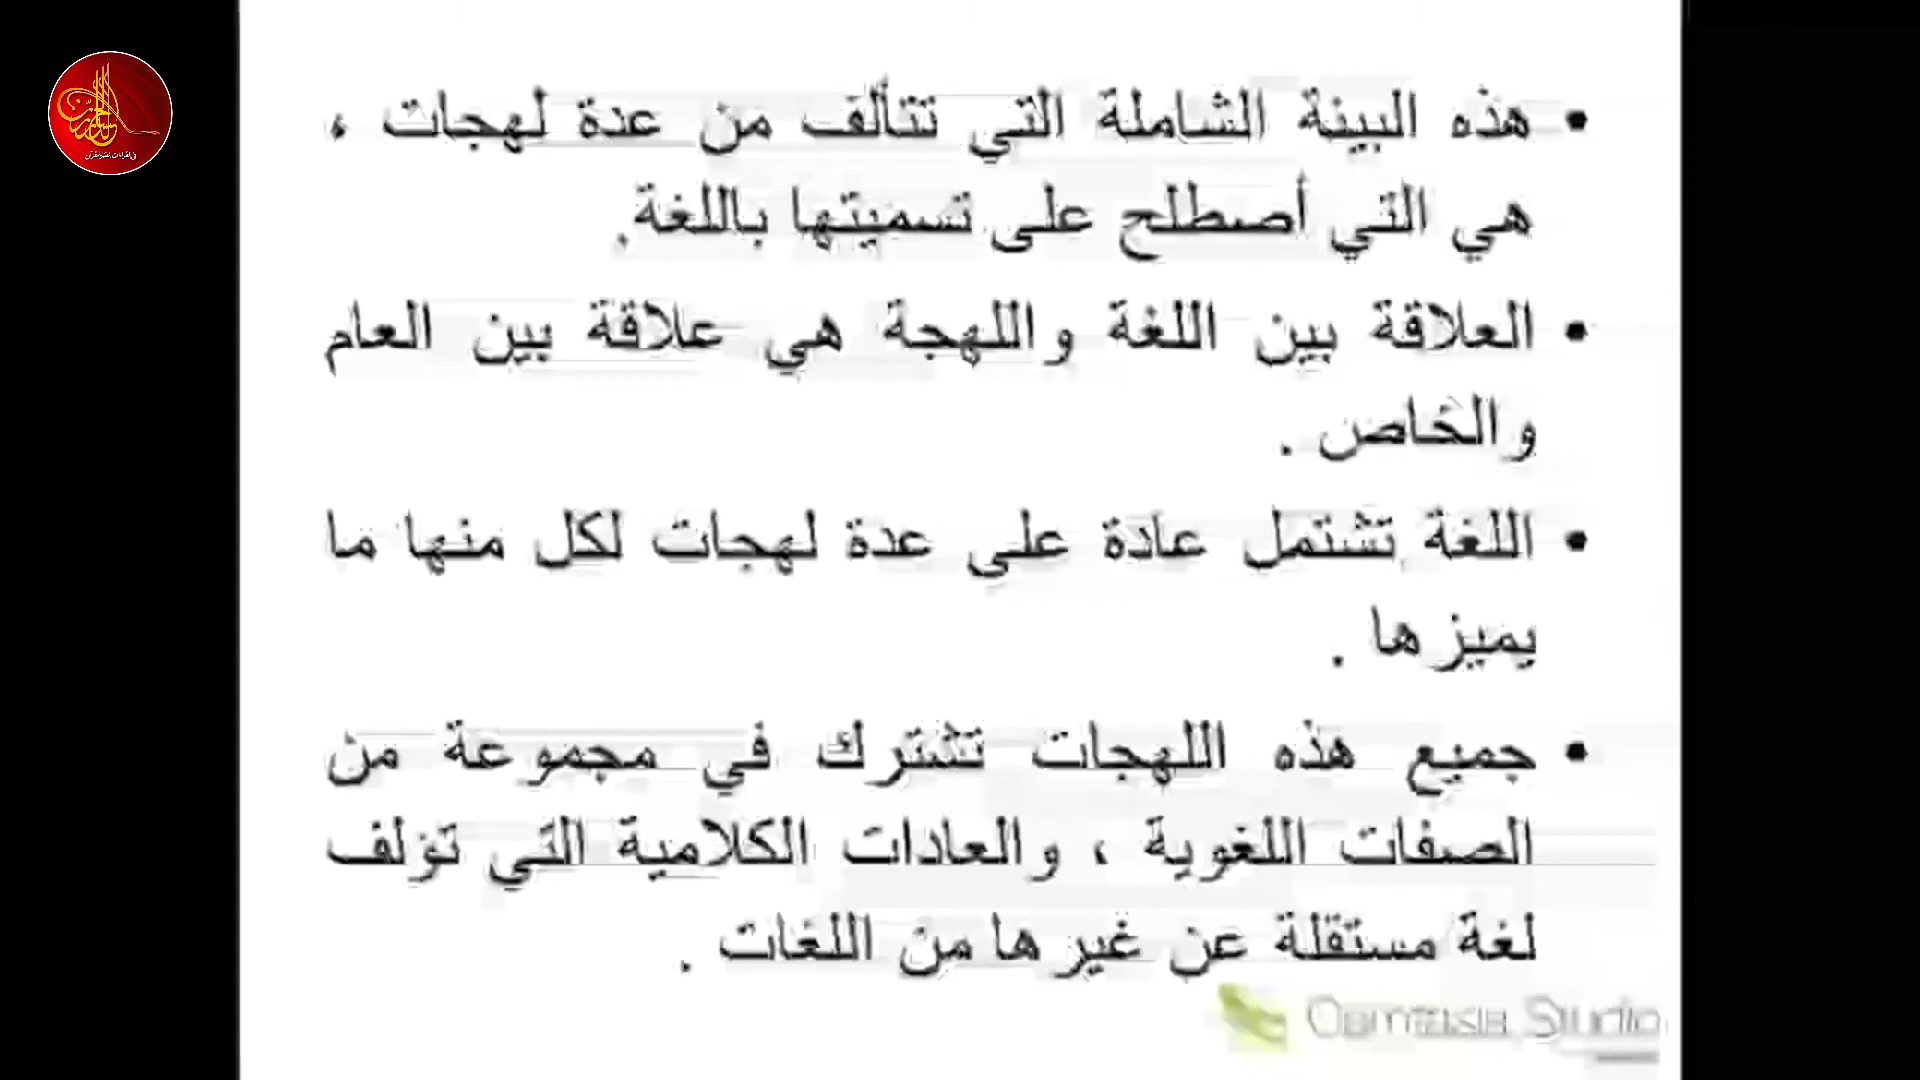 • هذه البيئة الشاملة التي تتألف من عدة لهجات ،
هي التي أصطلح على تسميتها باللغة.
• العلاقة بين اللغة واللهجة هي علاقة بين العام
والخاص .
• اللغة تشتمل عادة على عدة لهجات لكل منها ما
يميزها .
• جميع هذه اللهجات تشترك في مجموعة من
الصفات اللغوية ، والعادات الكلامية التي تؤلف
لغة مستقلة عن غيرها من اللغات .
Camtasia Studio